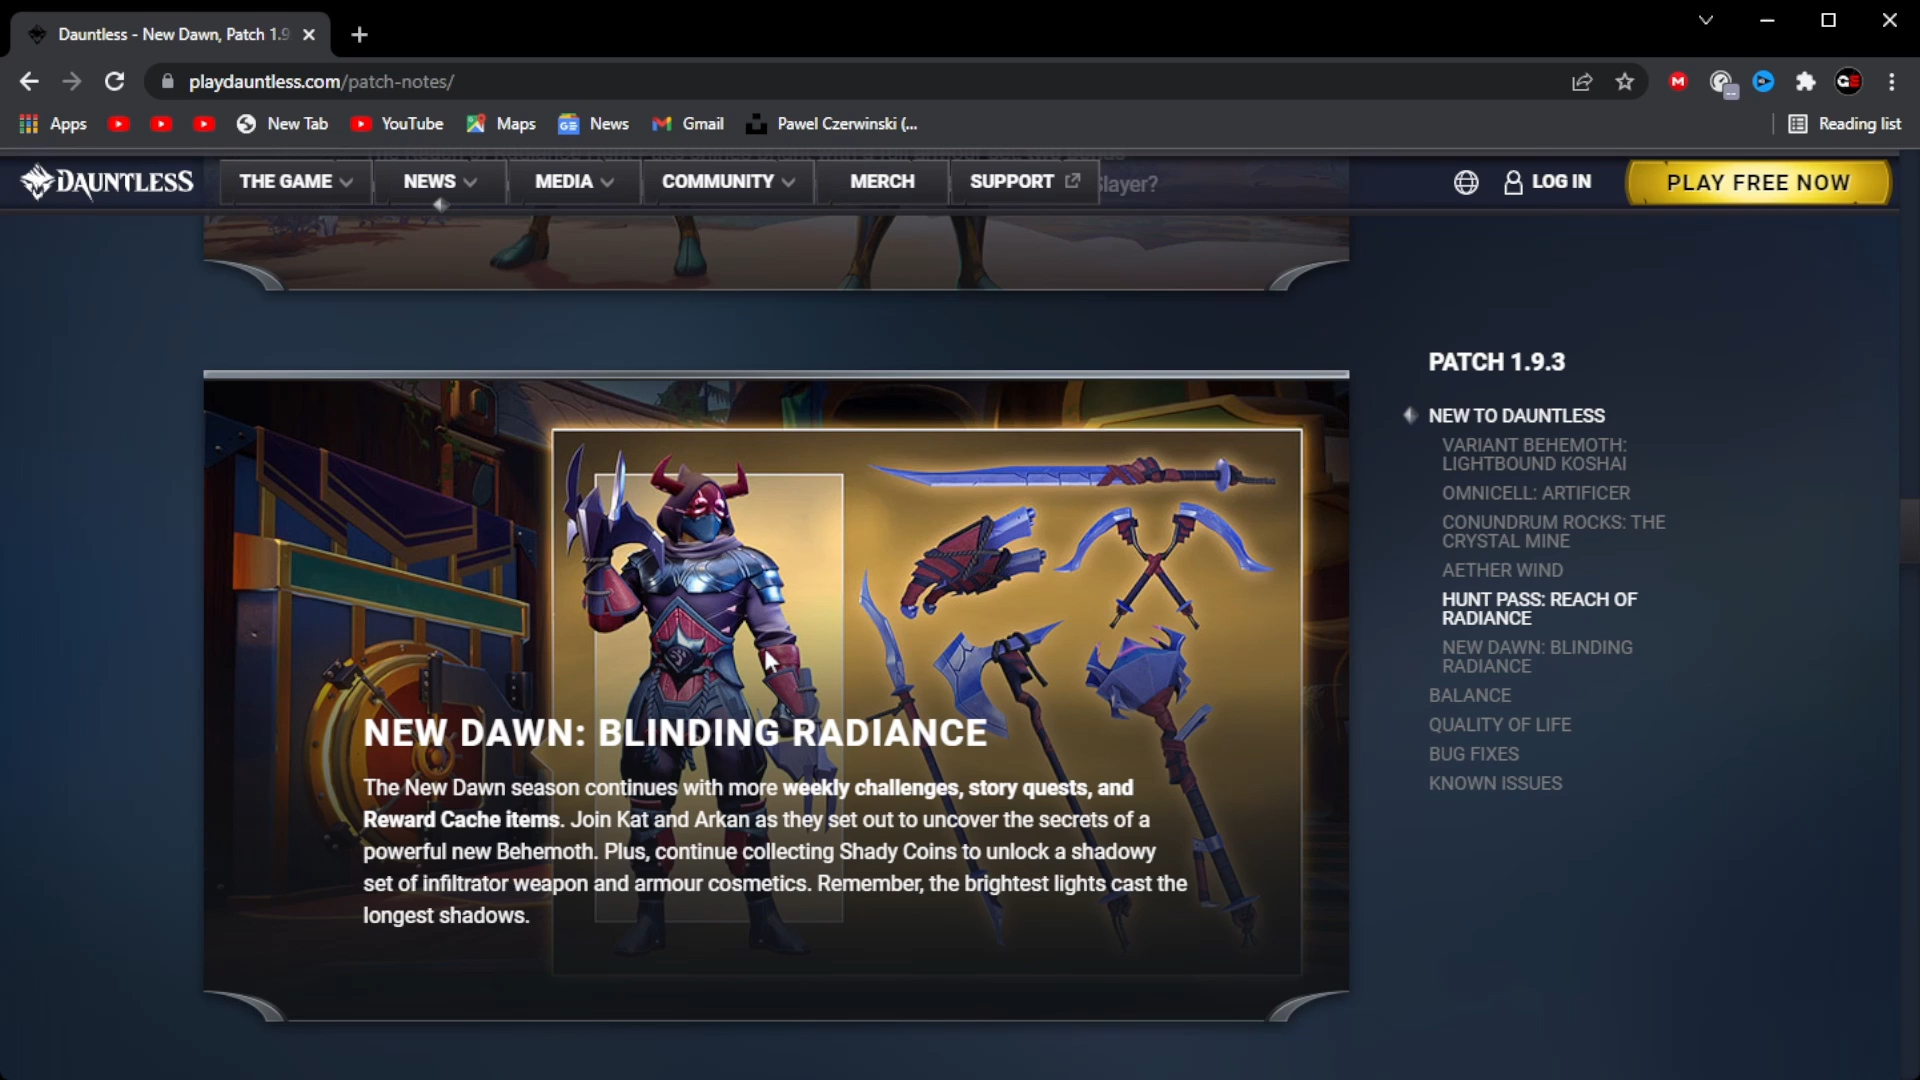 Dauntless - New Dawn, Patch 1.9
playdauntless.com/patch-notes/
Apps
New Tab
YouTube
Maps
News
Gmail
Pawel Czerwinski (...
Reading list
DAUNTLESS
THE GAME
NEWS
MEDIA
COMMUNITY
MERCH
SUPPORT
slayer?
LOG IN
PLAY FREE NOW
NEW DAWN: BLINDING RADIANCE
The New Dawn season continues with more weekly challenges, story quests, and
Reward Cache items. Join Kat and Arkan as they set out to uncover the secrets of a
powerful new Behemoth. Plus, continue collecting Shady Coins to unlock a shadowy
set of infiltrator weapon and armour cosmetics. Remember, the brightest lights cast the
longest shadows.
PATCH 1.9.3
NEW TO DAUNTLESS
VARIANT BEHEMOTH:
LIGHTBOUND KOSHAI
OMNICELL: ARTIFICER
CONUNDRUM ROCKS: THE
CRYSTAL MINE
AETHER WIND
HUNT PASS: REACH OF
RADIANCE
NEW DAWN: BLINDING
RADIANCE
BALANCE
QUALITY OF LIFE
BUG FIXES
KNOWN ISSUES